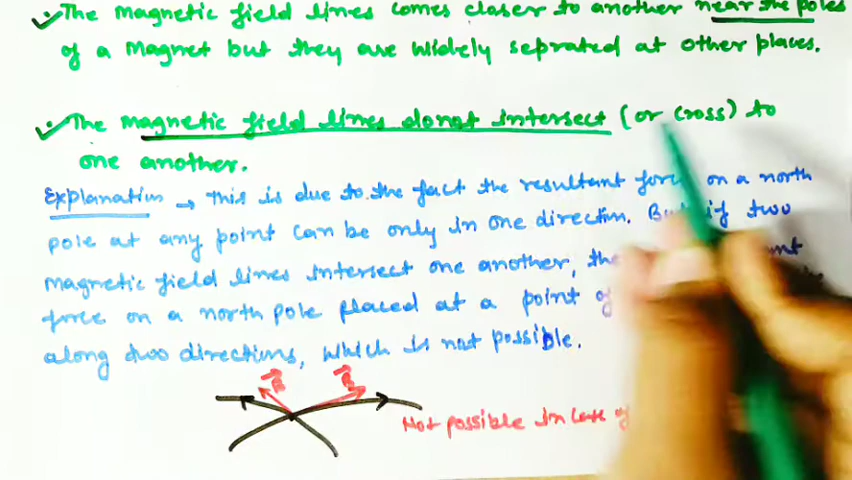 The magnetic field lines comes closer to another near the poles
of a Magnet but they are widely seprated at other places.
The magnetic field lines donot intersect (or cross) to
one another.
Explanation → This is due to the fact the resultant force on a north
pole at any point can be only in one direction. But if two
magnetic field lines intersect one another, the
force on a north pole placed at a point of
along two directions, which is not possible.
R R
Not possible in case of